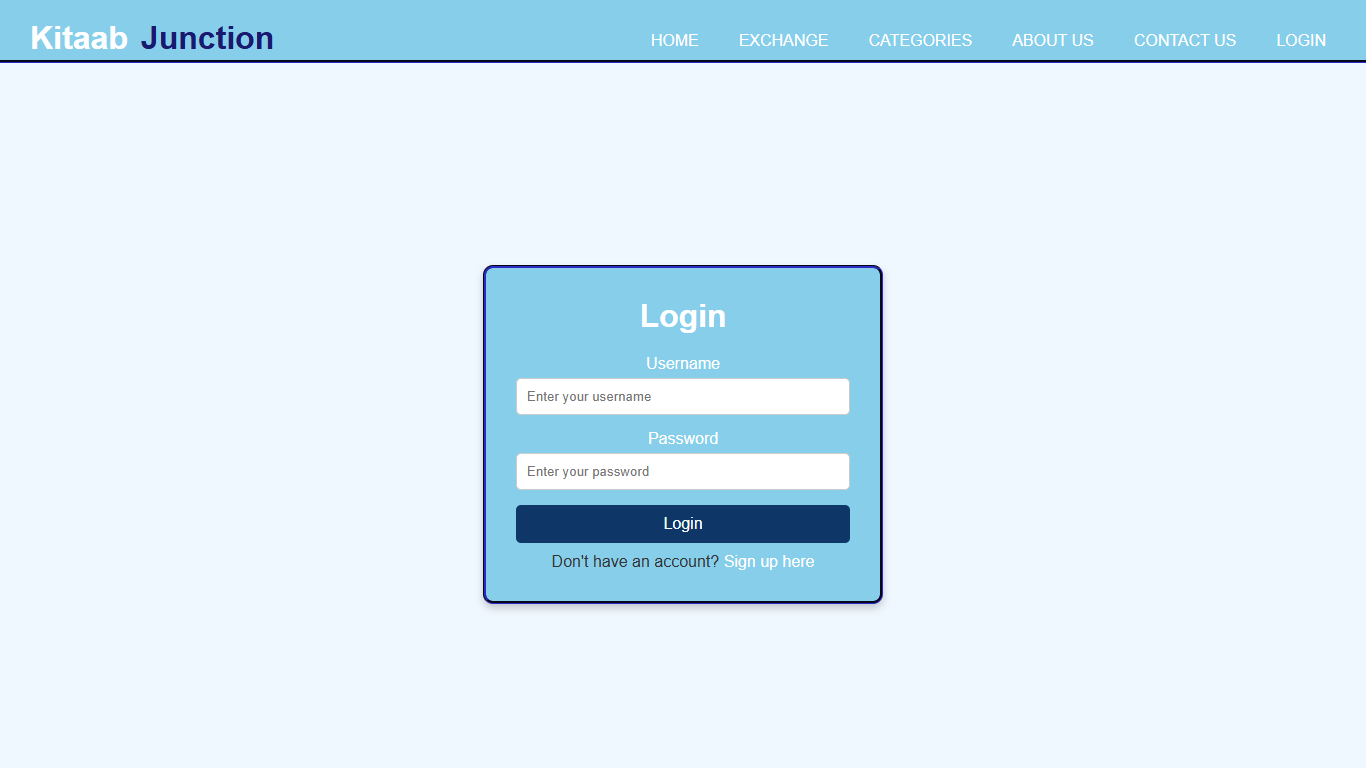 Kitaab Junction
HOME EXCHANGE CATEGORIES ABOUT US CONTACT US LOGIN
Login
Username
Enter your username
Password
Enter your password
Login
Don't have an account? Sign up here